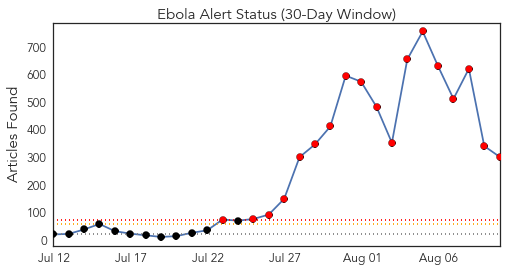 Ebola Alert Status (30-Day Window)
Articles Found
700
600
500
400
300
200
100
0
Jul 12 Jul 17 Jul 22 Jul 27 Aug 01 Aug 06